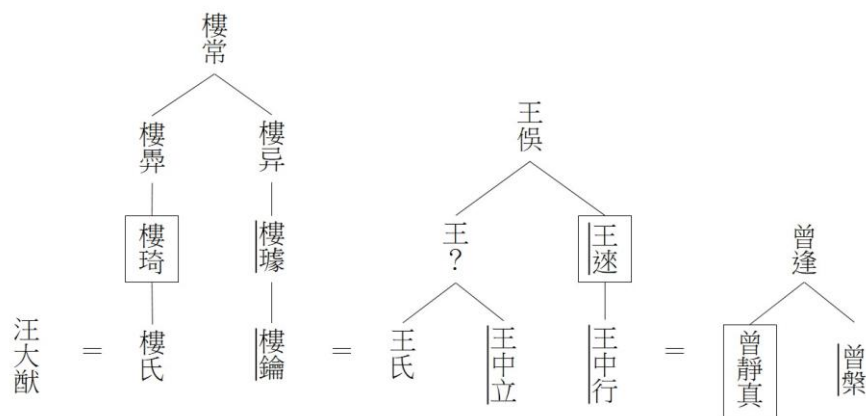 樓常
樓㒜 樓异 王俁
樓琦 樓璩 王? 王逨 曾逢
汪大猷 = 樓氏 樓鑰 = 王氏 王中立 王中行 = 曾靜真 曾槃